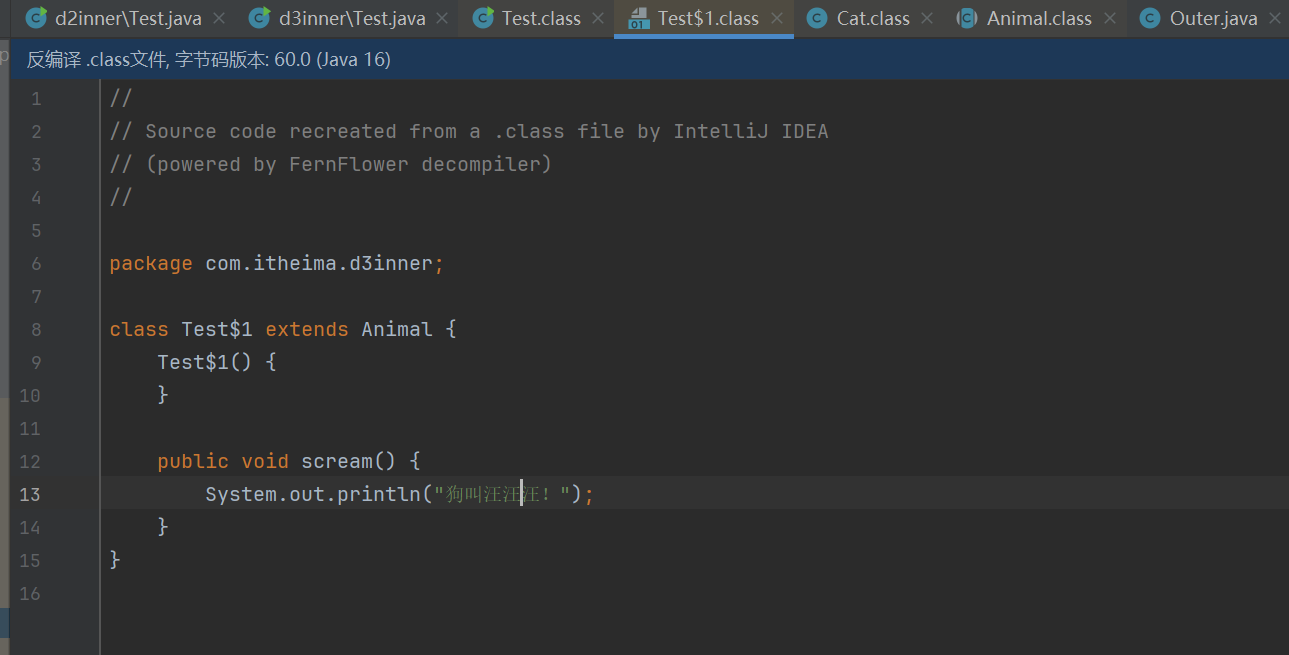 d2inner\Test.java d3inner\Test.java Test.class Test$1.class Cat.class Animal.class Outer.java
反编译 .class文件, 字节码版本: 60.0 (Java 16)
1 //
2 // Source code recreated from a .class file by IntelliJ IDEA
3 // (powered by FernFlower decompiler)
4 //
5
6 package com.itheima.d3inner;
7
8 class Test$1 extends Animal {
9     Test$1() {
10     }
11
12     public void scream() {
13         System.out.println("狗叫汪汪汪！");
14     }
15 }
16